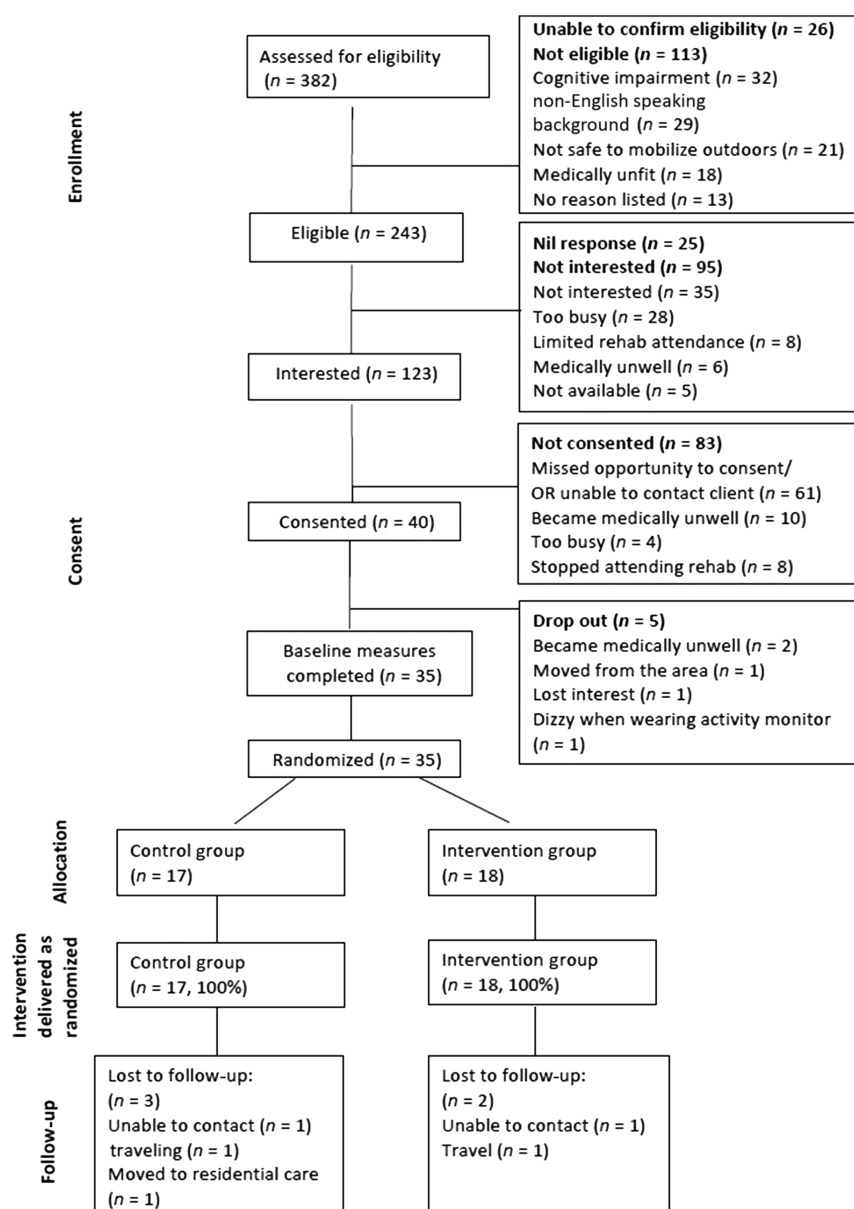 Enrollment
Assessed for eligibility
(n = 382)
Unable to confirm eligibility (n = 26)
Not eligible (n = 113)
Cognitive impairment (n = 32)
non-English speaking
background (n = 29)
Not safe to mobilize outdoors (n = 21)
Medically unfit (n = 18)
No reason listed (n = 13)
Eligible (n = 243)
Nil response (n = 25)
Not interested (n = 95)
Not interested (n = 35)
Too busy (n = 28)
Limited rehab attendance (n = 8)
Medically unwell (n = 6)
Not available (n = 5)
Interested (n = 123)
Consent
Not consented (n = 83)
Missed opportunity to consent/
OR unable to contact client (n = 61)
Became medically unwell (n = 10)
Too busy (n = 4)
Stopped attending rehab (n = 8)
Consented (n = 40)
Drop out (n = 5)
Became medically unwell (n = 2)
Moved from the area (n = 1)
Lost interest (n = 1)
Dizzy when wearing activity monitor
(n = 1)
Baseline measures
completed (n = 35)
Randomized (n = 35)
Allocation
Control group
(n = 17)
Intervention group
(n = 18)
Intervention
delivered as
randomized
Control group
(n = 17, 100%)
Intervention group
(n = 18, 100%)
Follow-up
Lost to follow-up:
(n = 3)
Unable to contact (n = 1)
traveling (n = 1)
Moved to residential care
(n = 1)
Lost to follow-up:
(n = 2)
Unable to contact (n = 1)
Travel (n = 1)